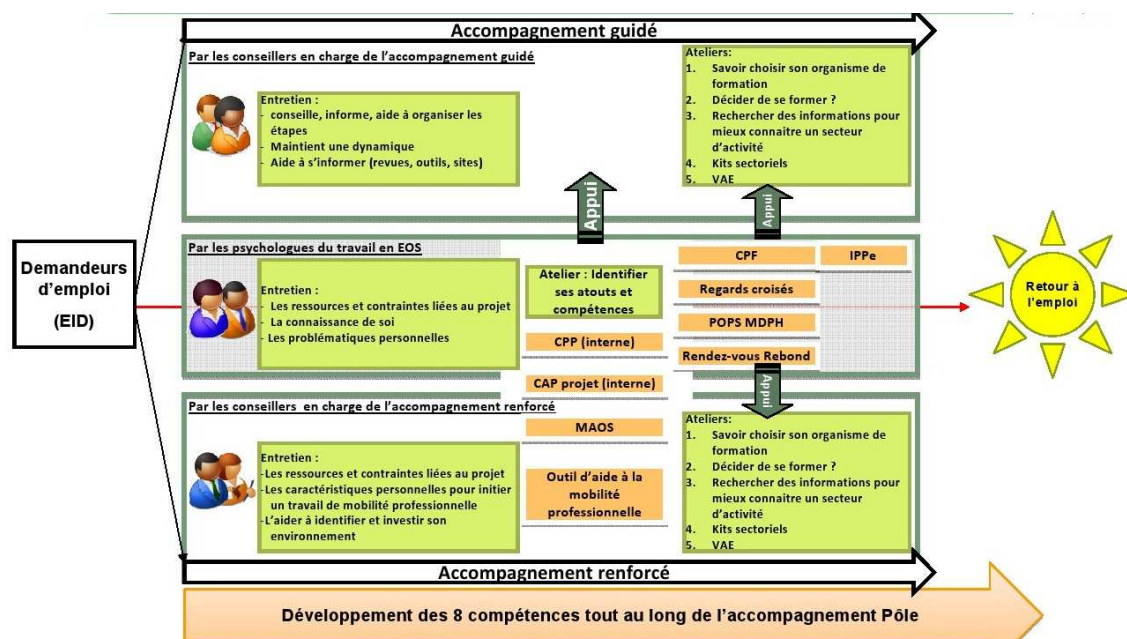 Accompagnement guidé
Par les conseillers en charge de l'accompagnement guidé
Entretien :
- conseille, informe, aide à organiser les
étapes
- Maintient une dynamique
- Aide à s'informer (revues, outils, sites)
Ateliers:
1. Savoir choisir son organisme de
formation
2. Décider de se former ?
3. Rechercher des informations pour
mieux connaitre un secteur
d'activité
4. Kits sectoriels
5. VAE
Appui
Appui
Demandeurs
d'emploi
(EID)
Par les psychologues du travail en EOS
Entretien :
- Les ressources et contraintes liées au projet
- La connaissance de soi
- Les problématiques personnelles
Atelier : Identifier
ses atouts et
compétences
CPP (interne)
CAP projet (interne)
MAOS
Outil d'aide à la
mobilité
professionnelle
CPF
IPPe
Regards croisés
POPS MDPH
Rendez-vous Rebond
Appui
Retour à
l'emploi
Par les conseillers en charge de l'accompagnement renforcé
Entretien :
-Les ressources et contraintes liées au projet
-Les caractéristiques personnelles pour initier
un travail de mobilité professionnelle
-L'aider à identifier et investir son
environnement
Ateliers:
1. Savoir choisir son organisme de
formation
2. Décider de se former ?
3. Rechercher des informations pour
mieux connaitre un secteur
d'activité
4. Kits sectoriels
5. VAE
Accompagnement renforcé
Développement des 8 compétences tout au long de l'accompagnement Pôle